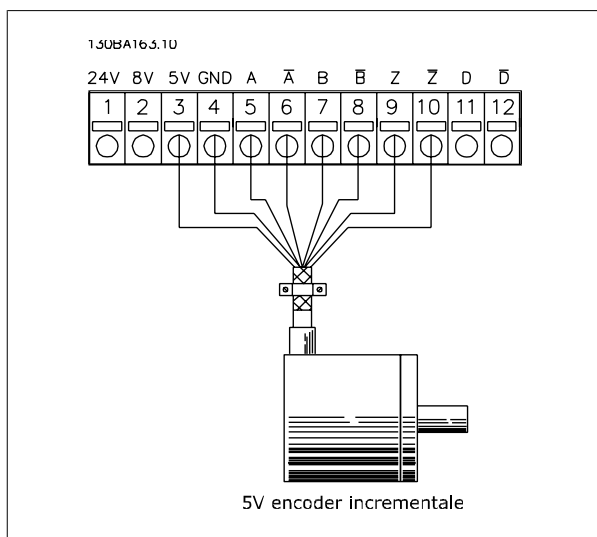 130BA163.10
24V 8V 5V GND A A̅ B B̅ Z Z̅ D D̅
1 2 3 4 5 6 7 8 9 10 11 12
5V encoder incrementale